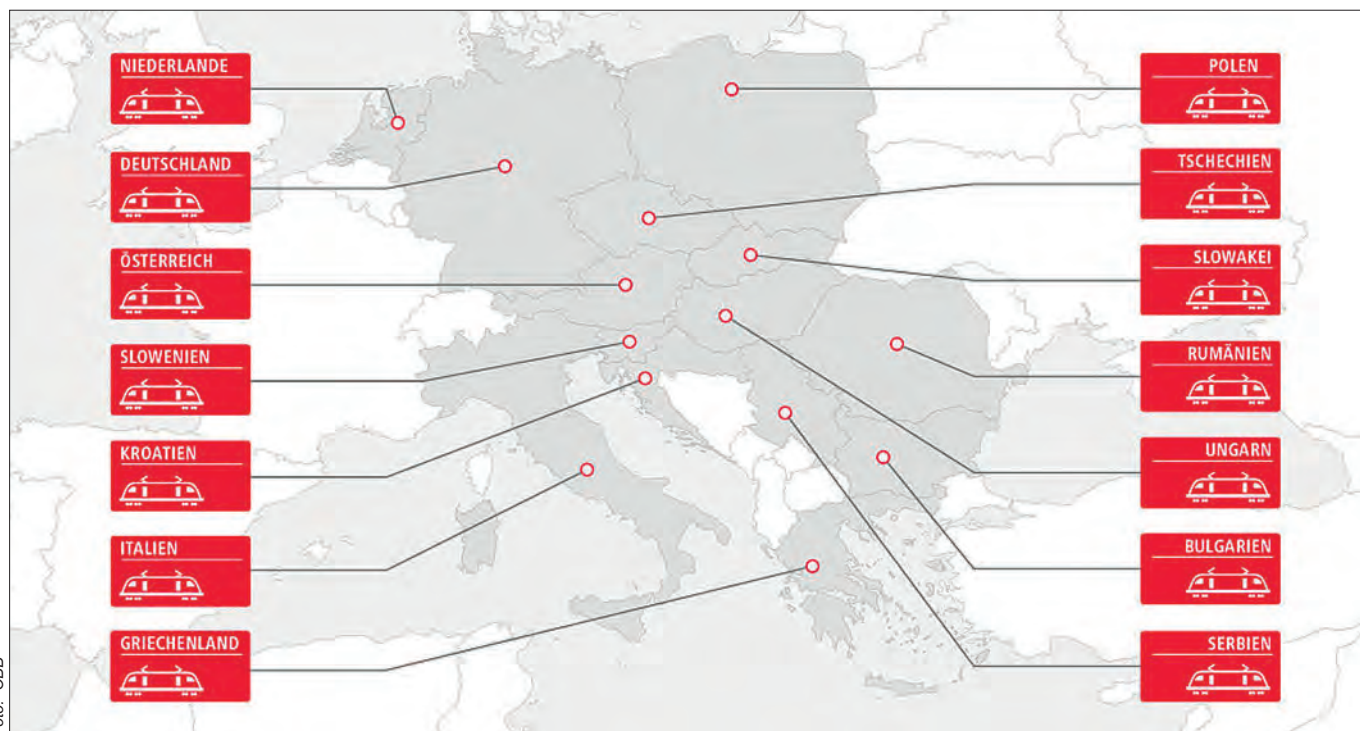 NIEDERLANDE
DEUTSCHLAND
ÖSTERREICH
SLOWENIEN
KROATIEN
ITALIEN
GRIECHENLAND
POLEN
TSCHECHIEN
SLOWAKEI
RUMÄNIEN
UNGARN
BULGARIEN
SERBIEN